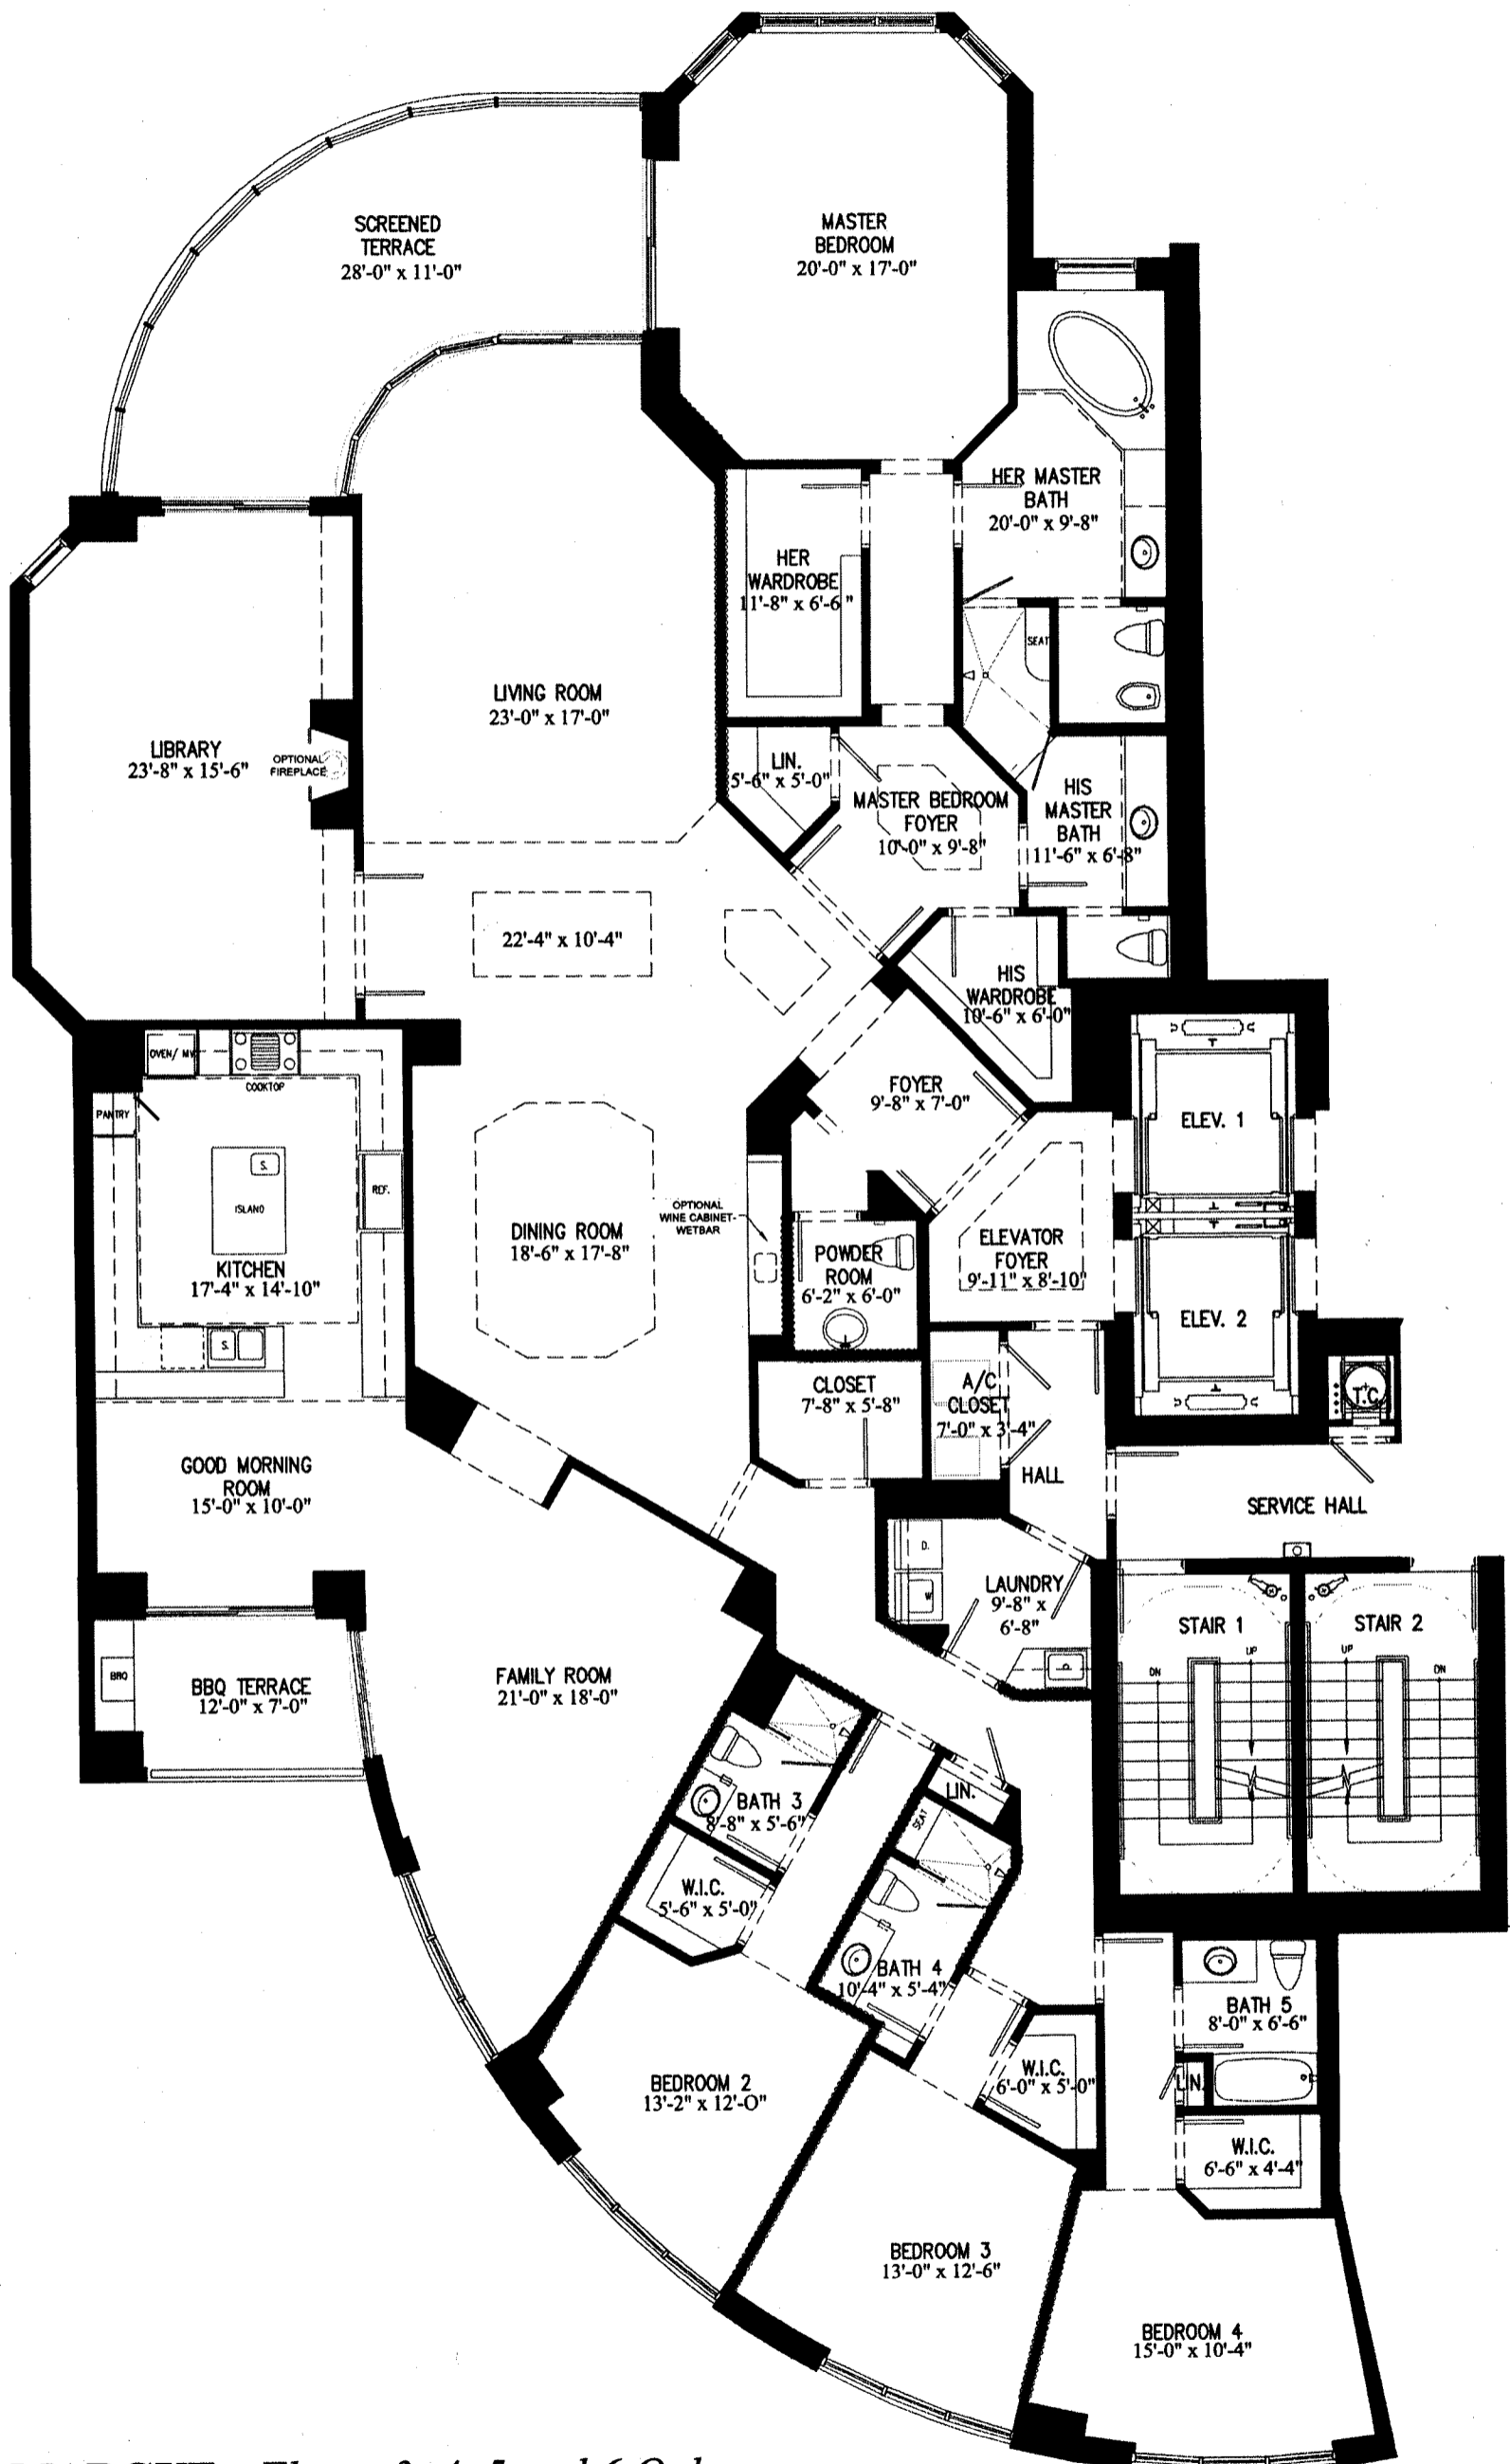 SCREENED
TERRACE
28'-0" x 11'-0"
MASTER
BEDROOM
20'-0" x 17'-0"
HER MASTER
BATH
20'-0" x 9'-8"
HER
WARDROBE
11'-8" x 6'-6"
SEAT
LIVING ROOM
23'-0" x 17'-0"
LIBRARY
23'-8" x 15'-6"
OPTIONAL
FIREPLACE
LIN.
5'-6" x 5'-0"
MASTER BEDROOM
FOYER
10'-0" x 9'-8"
HIS
MASTER
BATH
11'-6" x 6'-8"
22'-4" x 10'-4"
HIS
WARDROBE
10'-6" x 6'-0"
OVEN/ MW
COOKTOP
PANTRY
S.
ISLAND
REF.
KITCHEN
17'-4" x 14'-10"
S.
FOYER
9'-8" x 7'-0"
ELEV. 1
DINING ROOM
18'-6" x 17'-8"
OPTIONAL
WINE CABINET-
WETBAR
POWDER
ROOM
6'-2" x 6'-0"
ELEVATOR
FOYER
9'-11" x 8'-10"
ELEV. 2
CLOSET
7'-8" x 5'-8"
A/C
CLOSET
7'-0" x 3'-4"
T.C.
HALL
SERVICE HALL
GOOD MORNING
ROOM
15'-0" x 10'-0"
D.
W
LAUNDRY
9'-8" x
6'-8"
STAIR 1
STAIR 2
UP
UP
DN
DN
BBQ
BBQ TERRACE
12'-0" x 7'-0"
FAMILY ROOM
21'-0" x 18'-0"
BATH 3
8'-8" x 5'-6"
LIN.
SEAT
W.I.C.
5'-6" x 5'-0"
BATH 4
10'-4" x 5'-4"
BATH 5
8'-0" x 6'-6"
W.I.C.
6'-0" x 5'-0"
LIN.
BEDROOM 2
13'-2" x 12'-O"
W.I.C.
6'-6" x 4'-4"
BEDROOM 3
13'-0" x 12'-6"
BEDROOM 4
15'-0" x 10'-4"